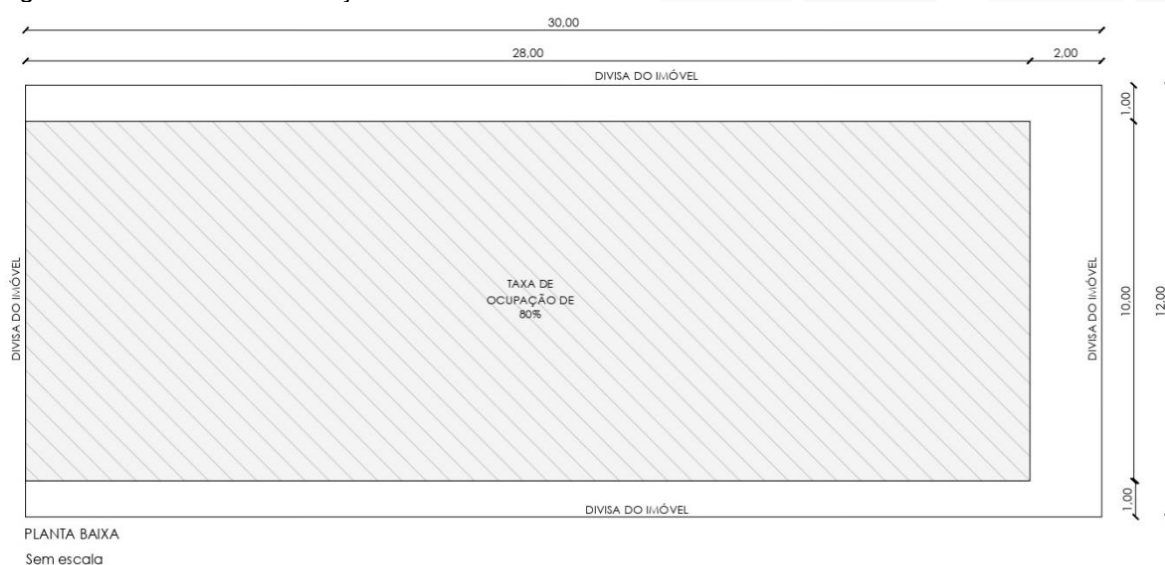 30,00
28,00
2,00
DIVISA DO IMÓVEL
1,00
DIVISA DO IMÓVEL
TAXA DE
OCUPAÇÃO DE
80%
DIVISA DO IMÓVEL
10,00
12,00
DIVISA DO IMÓVEL
1,00
PLANTA BAIXA
Sem escala